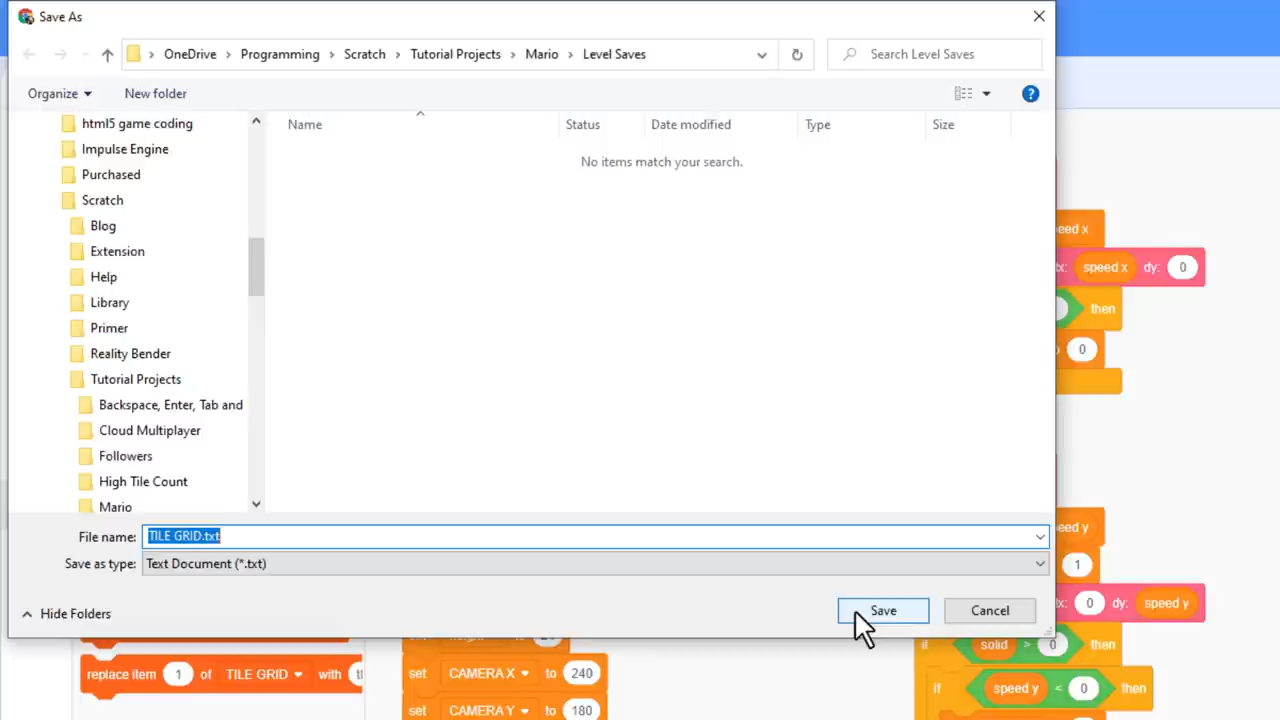 Save As
OneDrive > Programming > Scratch > Tutorial Projects > Mario > Level Saves
Search Level Saves
Organize
New folder
Name
Status
Date modified
Type
Size
No items match your search.
html5 game coding
Impulse Engine
Purchased
Scratch
Blog
Extension
Help
Library
Primer
Reality Bender
Tutorial Projects
Backspace, Enter, Tab and
Cloud Multiplayer
Followers
High Tile Count
Mario
File name: TILE GRID.txt
Save as type: Text Document (*.txt)
Hide Folders
Save
Cancel
replace item 1 of TILE GRID with
set CAMERA X to 240
set CAMERA Y to 180
speed x dy: 0
then
0
1
0 dy: speed y
if solid > 0 then
if speed y < 0 then